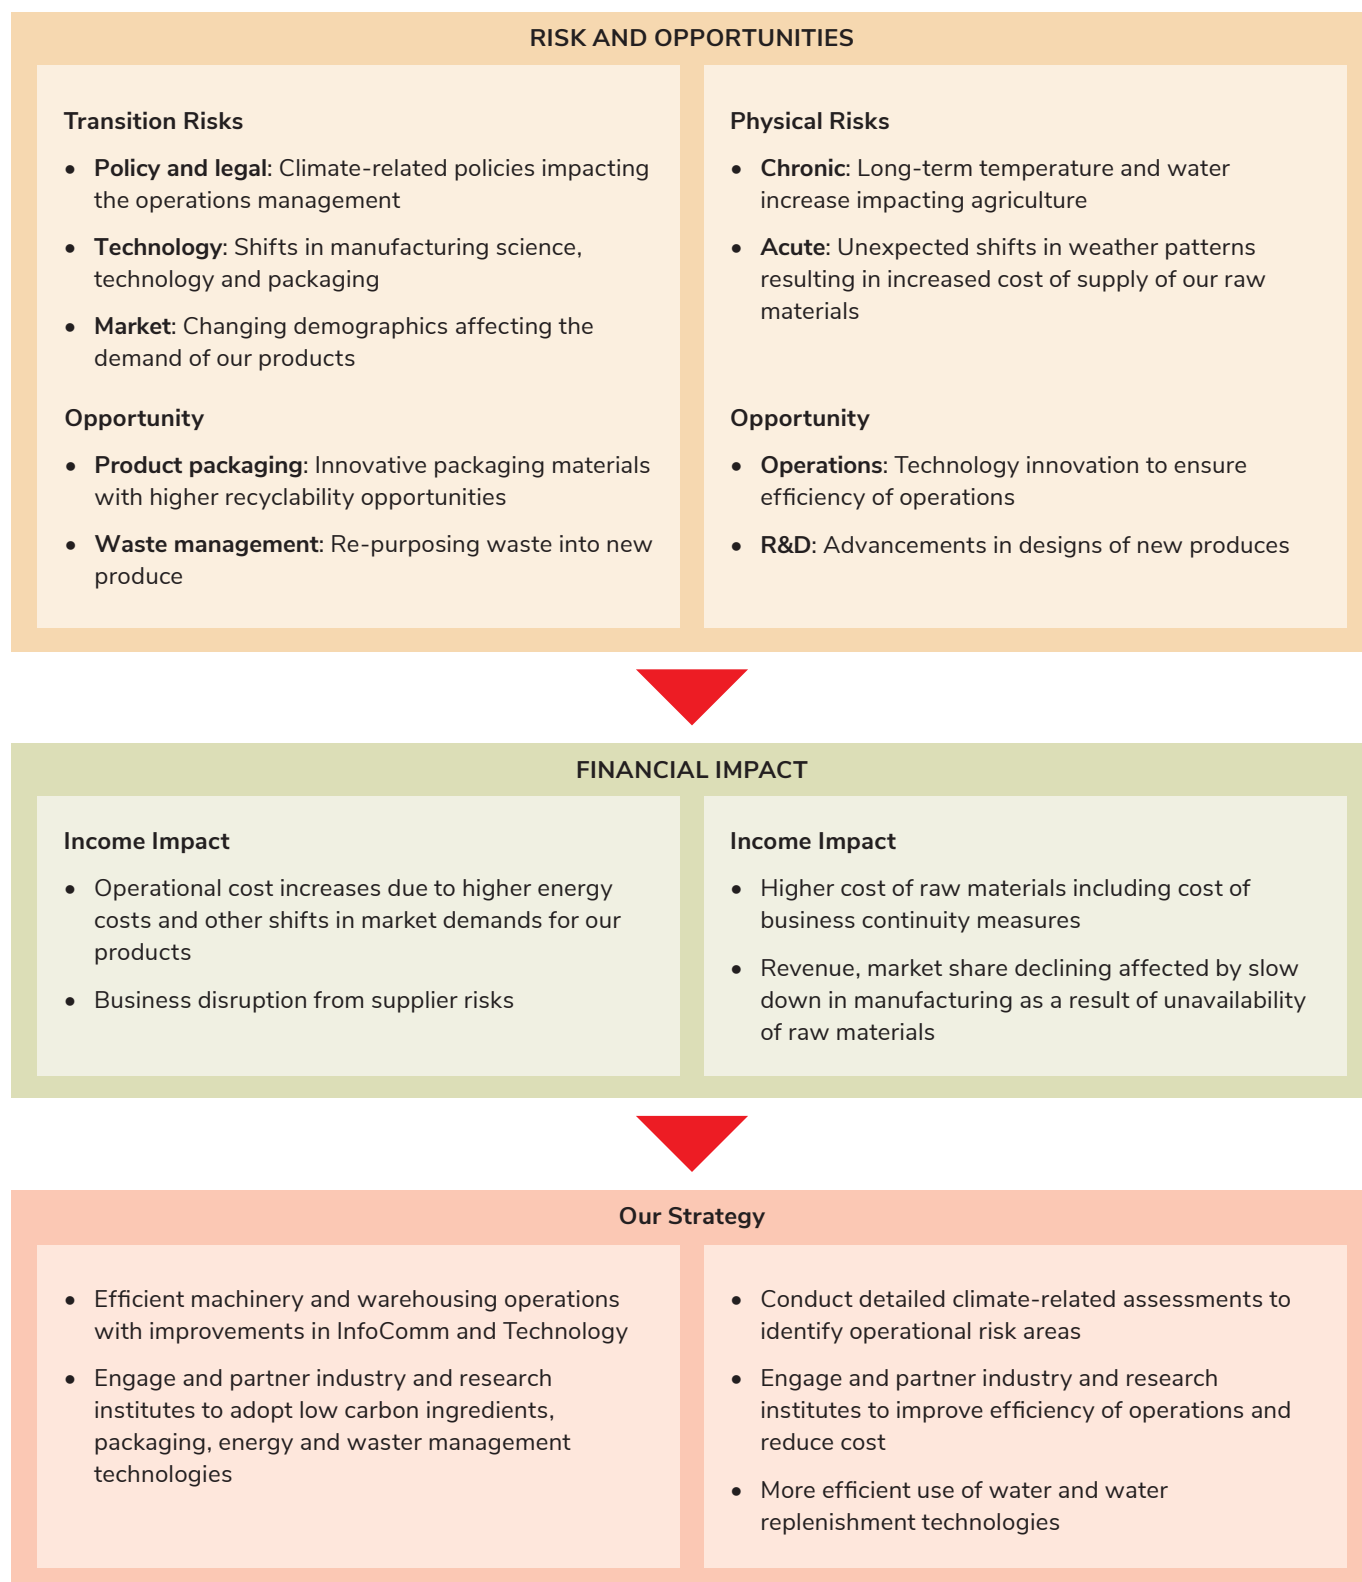 RISK AND OPPORTUNITIES
Transition Risks
• Policy and legal: Climate-related policies impacting
the operations management
• Technology: Shifts in manufacturing science,
technology and packaging
• Market: Changing demographics affecting the
demand of our products
Opportunity
• Product packaging: Innovative packaging materials
with higher recyclability opportunities
• Waste management: Re-purposing waste into new
produce
Physical Risks
• Chronic: Long-term temperature and water
increase impacting agriculture
• Acute: Unexpected shifts in weather patterns
resulting in increased cost of supply of our raw
materials
Opportunity
• Operations: Technology innovation to ensure
efficiency of operations
• R&D: Advancements in designs of new produces
FINANCIAL IMPACT
Income Impact
• Operational cost increases due to higher energy
costs and other shifts in market demands for our
products
• Business disruption from supplier risks
Income Impact
• Higher cost of raw materials including cost of
business continuity measures
• Revenue, market share declining affected by slow
down in manufacturing as a result of unavailability
of raw materials
Our Strategy
• Efficient machinery and warehousing operations
with improvements in InfoComm and Technology
• Engage and partner industry and research
institutes to adopt low carbon ingredients,
packaging, energy and waster management
technologies
• Conduct detailed climate-related assessments to
identify operational risk areas
• Engage and partner industry and research
institutes to improve efficiency of operations and
reduce cost
• More efficient use of water and water
replenishment technologies